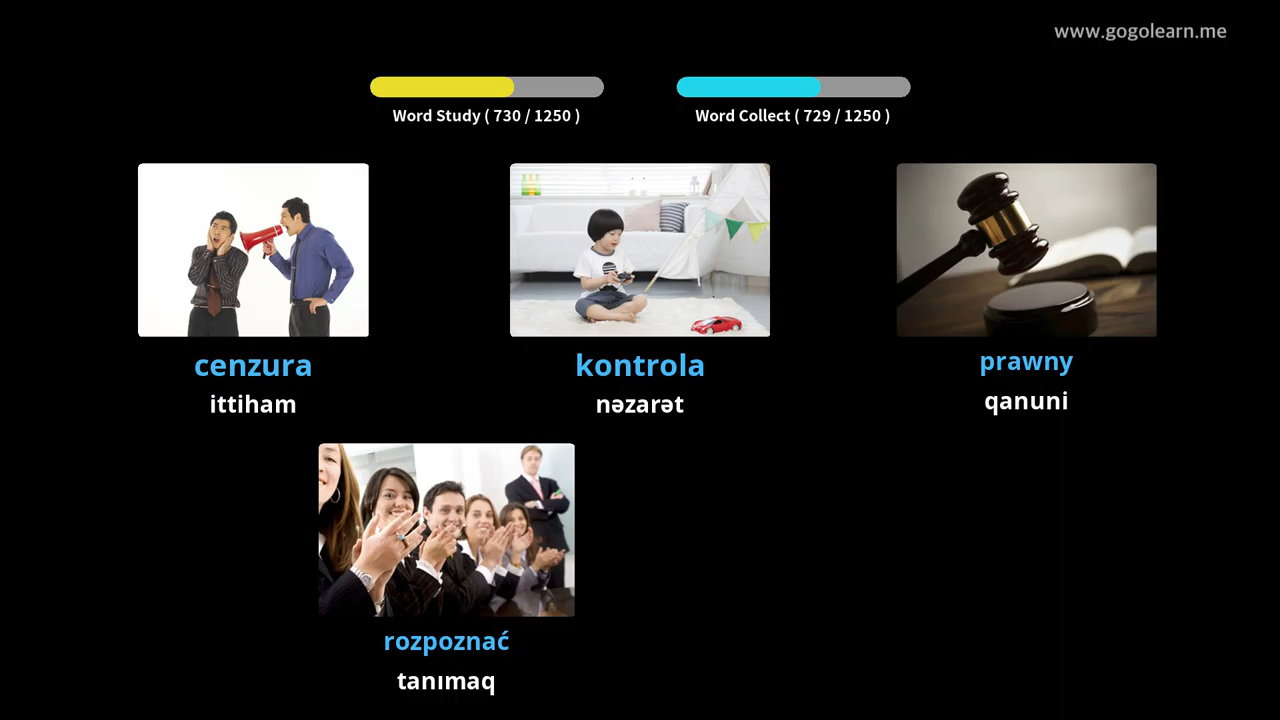 www.gogolearn.me
Word Study ( 730 / 1250 )
Word Collect ( 729 / 1250 )
cenzura
ittiham
kontrola
nəzarət
prawny
qanuni
rozpoznać
tanımaq